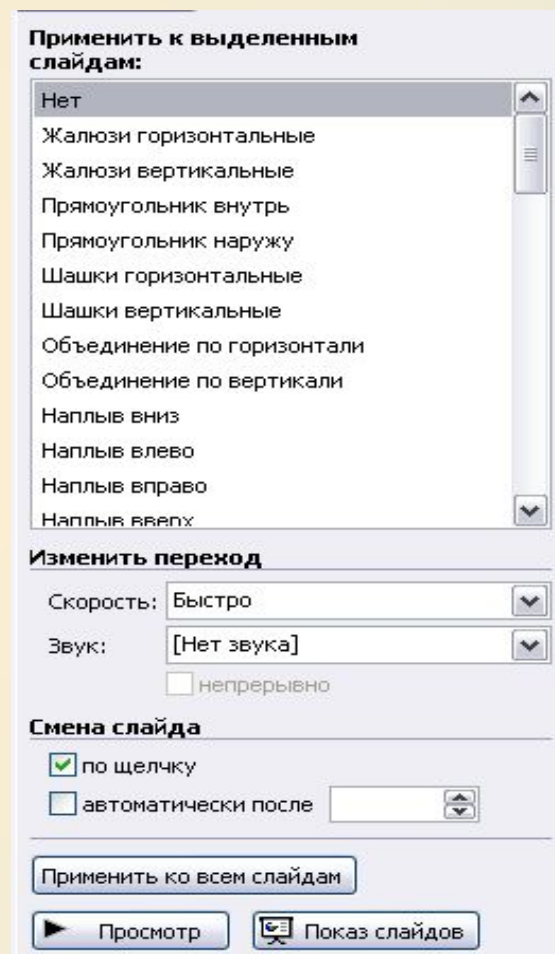 Применить к выделенным
слайдам:
Нет
Жалюзи горизонтальные
Жалюзи вертикальные
Прямоугольник внутрь
Прямоугольник наружу
Шашки горизонтальные
Шашки вертикальные
Объединение по горизонтали
Объединение по вертикали
Наплыв вниз
Наплыв влево
Наплыв вправо
Наплыв вверх
Изменить переход
Скорость: Быстро
Звук: [Нет звука]
непрерывно
Смена слайда
по щелчку
автоматически после
Применить ко всем слайдам
Просмотр Показ слайдов